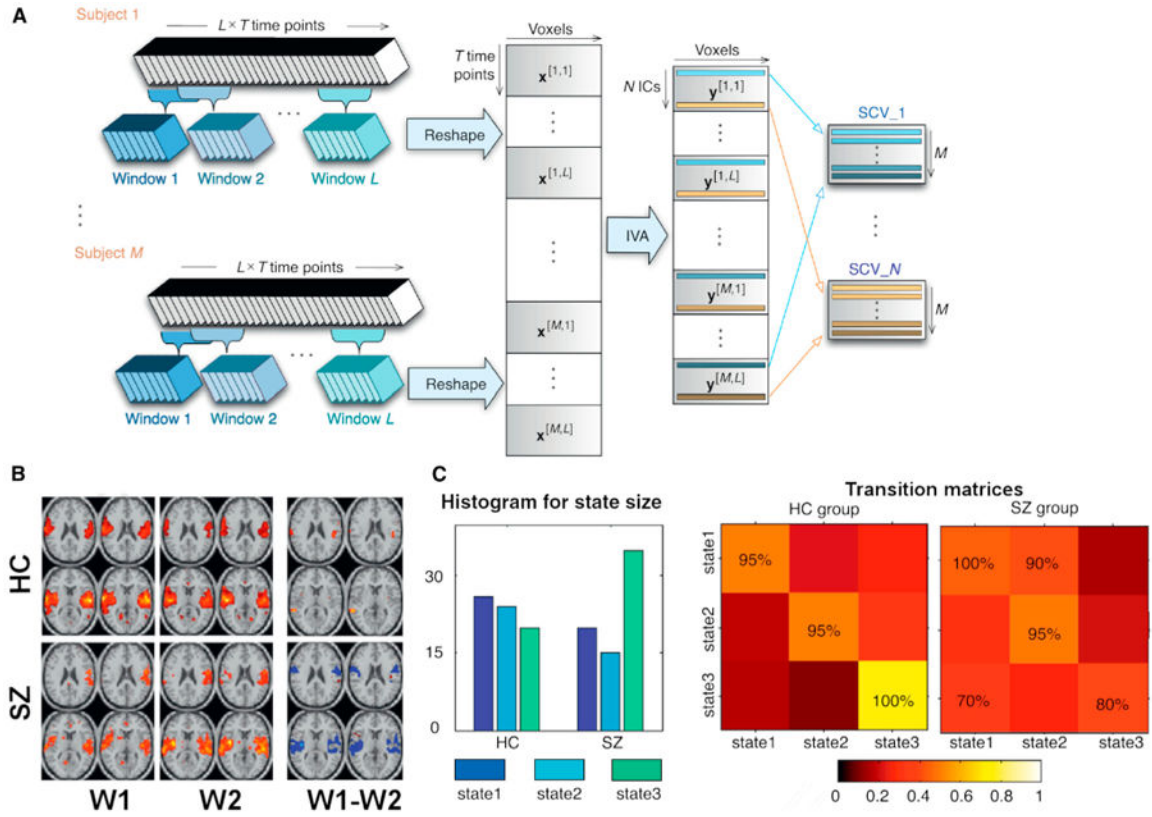 A
Subject 1
L × T time points
Window 1
Window 2
...
Window L
Reshape
Subject M
L × T time points
Window 1
Window 2
...
Window L
Reshape
Voxels
T time
points
x[1,1]
x[1,L]
x[M,1]
x[M,L]
IVA
Voxels
N ICs
y[1,1]
y[1,L]
y[M,1]
y[M,L]
SCV_1
M
SCV_N
M
B
HC
SZ
W1
W2
W1-W2
C
Histogram for state size
30
15
0
HC
SZ
state1
state2
state3
Transition matrices
HC group
SZ group
state1
state2
state3
95%
95%
100%
100%
90%
95%
70%
80%
state1
state2
state3
state1
state2
state3
0
0.2
0.4
0.6
0.8
1